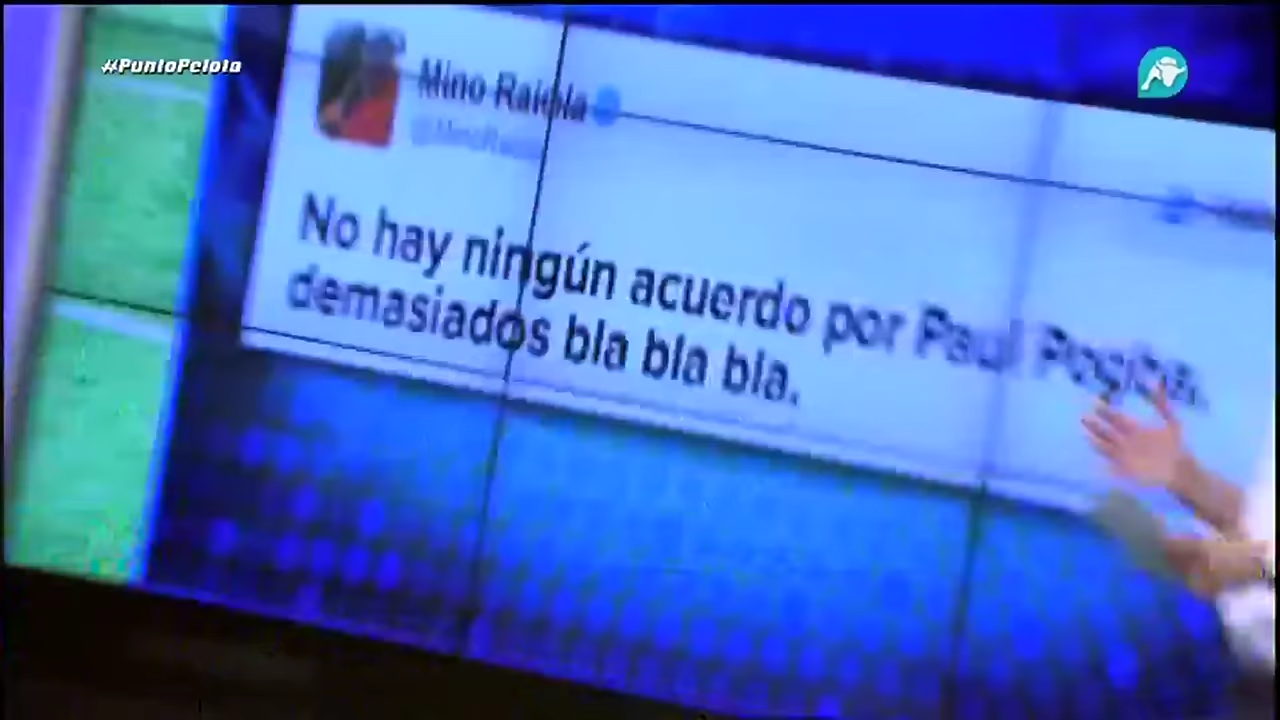 #PuntoPelota
Mino Raiola
No hay ningún acuerdo por Paul Pogba,
demasiados bla bla bla.